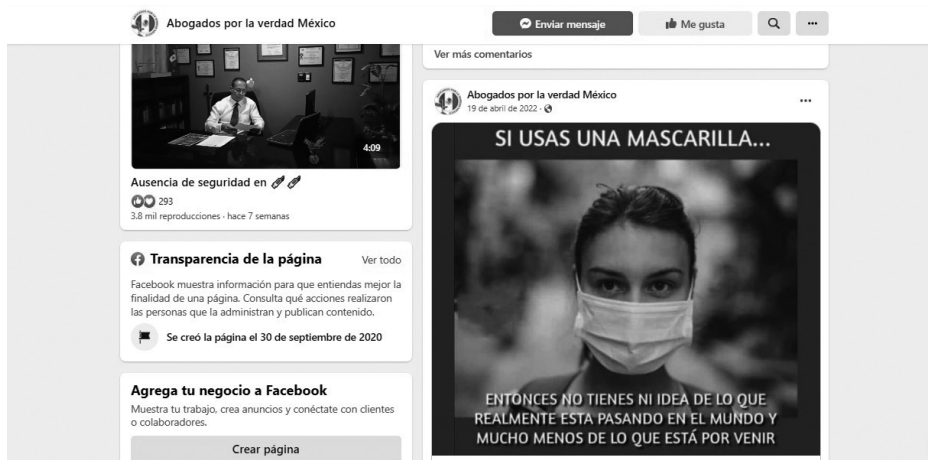 Abogados por la verdad México
Enviar mensaje
Me gusta
4:09
Ausencia de seguridad en
293
3.8 mil reproducciones · hace 7 semanas
Transparencia de la página
Ver todo
Facebook muestra información para que entiendas mejor la
finalidad de una página. Consulta qué acciones realizaron
las personas que la administran y publican contenido.
Se creó la página el 30 de septiembre de 2020
Agrega tu negocio a Facebook
Muestra tu trabajo, crea anuncios y conéctate con clientes
o colaboradores.
Crear página
Ver más comentarios
Abogados por la verdad México
19 de abril de 2022 ·
SI USAS UNA MASCARILLA...
ENTONCES NO TIENES NI IDEA DE LO QUE
REALMENTE ESTA PASANDO EN EL MUNDO Y
MUCHO MENOS DE LO QUE ESTÁ POR VENIR